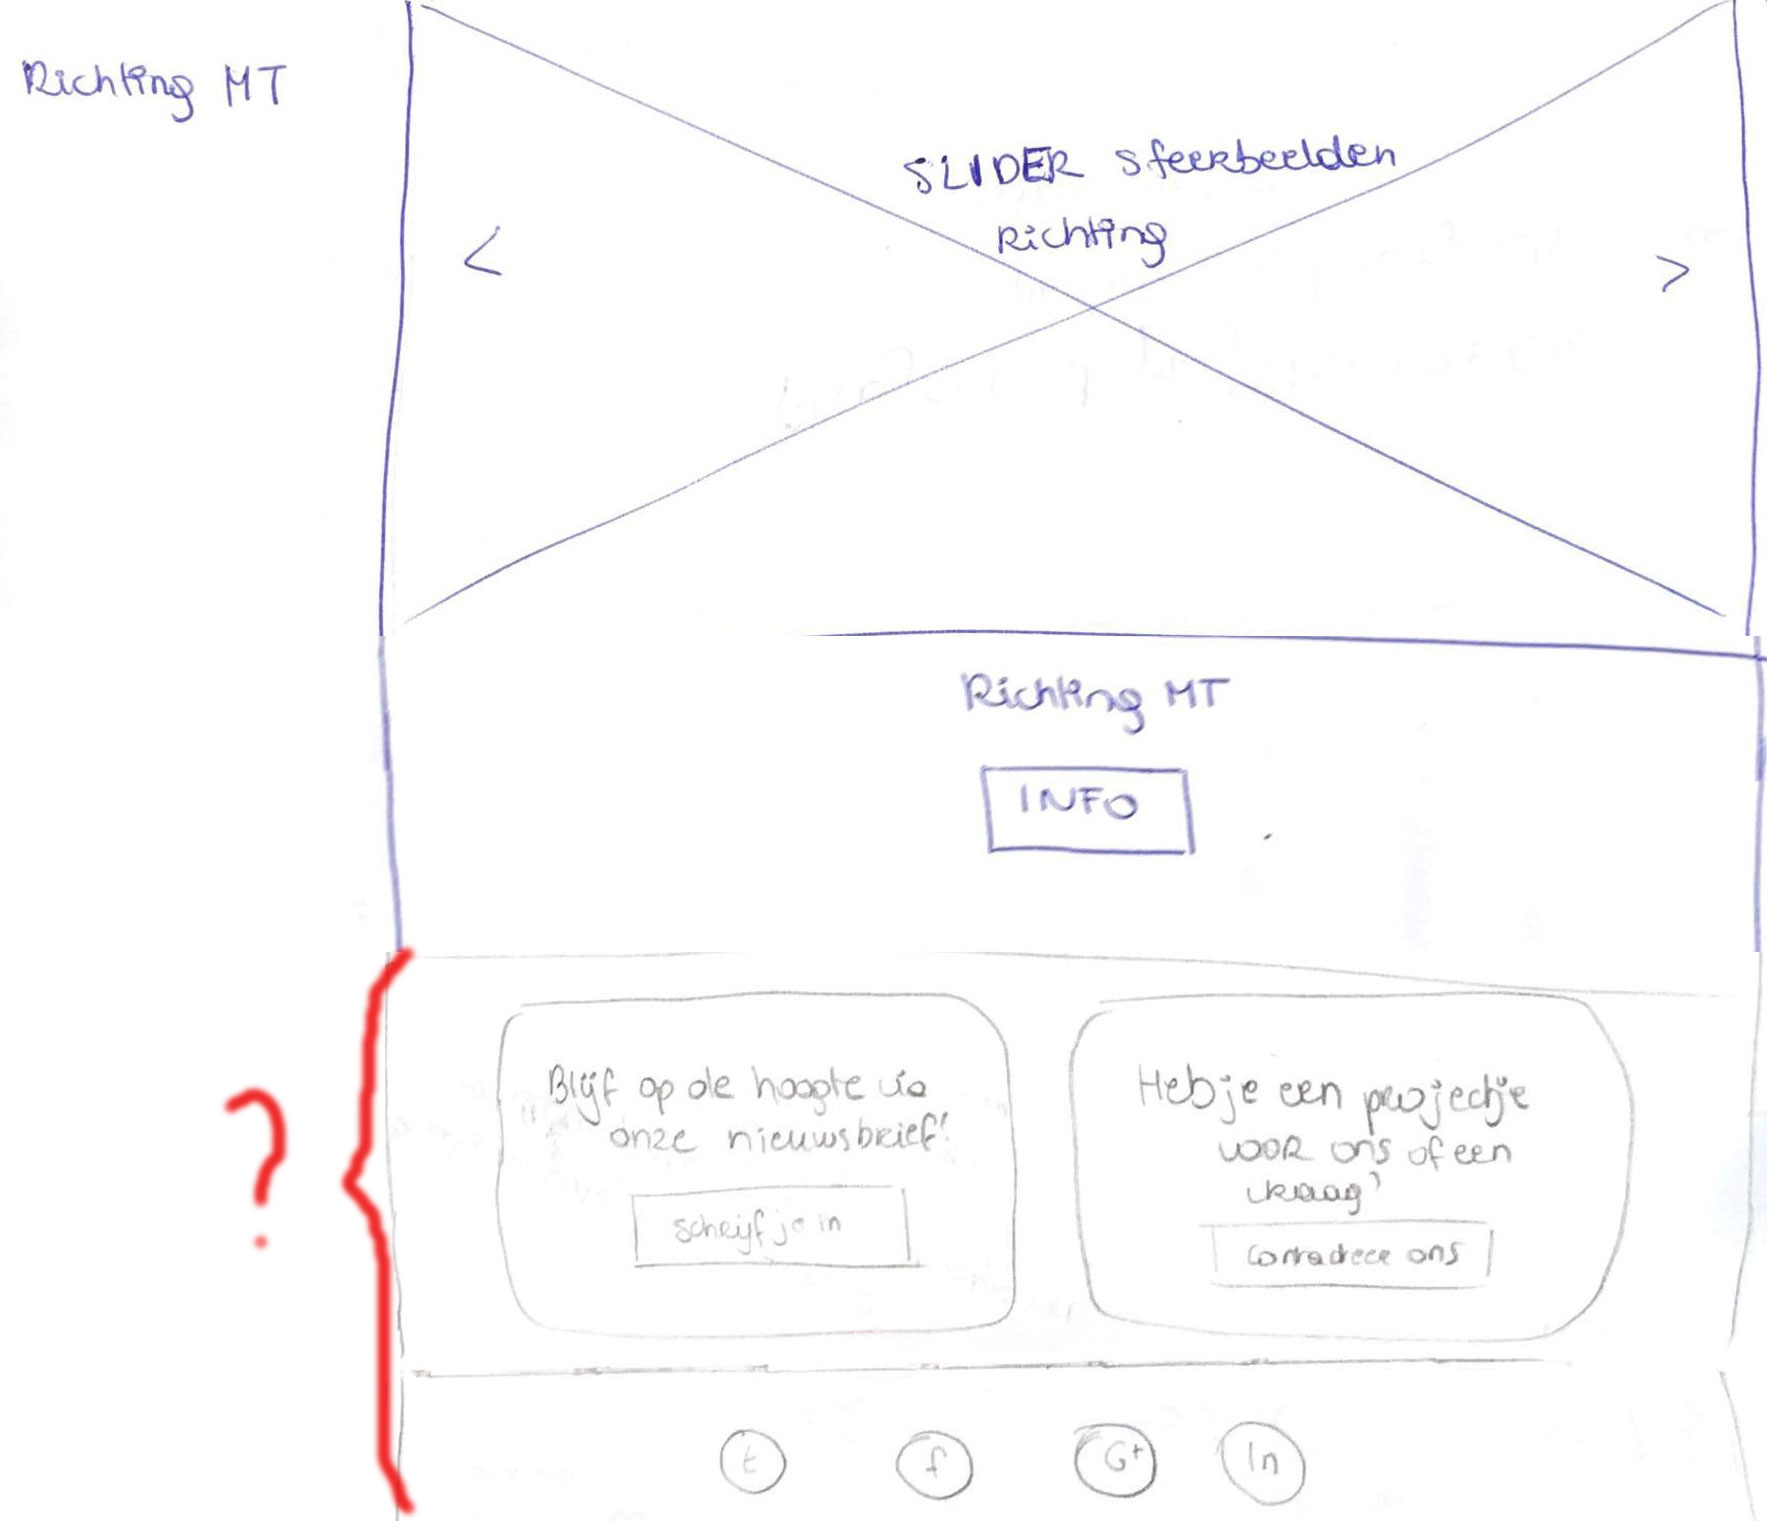 Richting MT
SLIDER sfeerbeelden
richting
<
>
Richting MT
INFO
Blijf op de hoogte via
onze nieuwsbrief!
schrijf je in
Heb je een projectje
voor ons of een
vraag?
Contacteer ons
?
t
f
G+
In